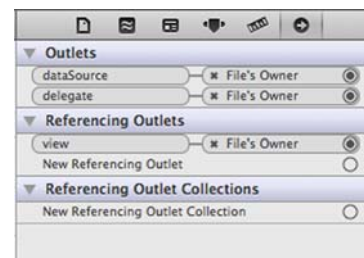 Outlets
dataSource × File's Owner
delegate × File's Owner
Referencing Outlets
view × File's Owner
New Referencing Outlet
Referencing Outlet Collections
New Referencing Outlet Collection